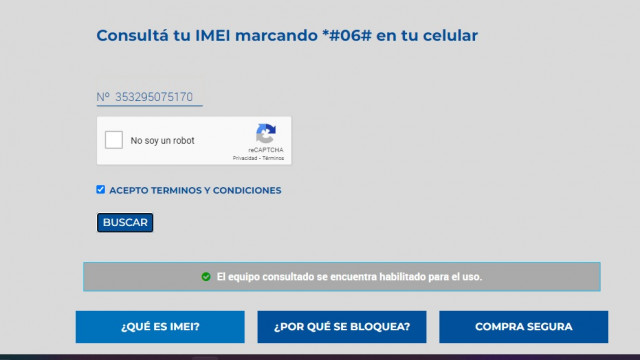 Consultá tu IMEI marcando *#06# en tu celular
Nº 353295075170
No soy un robot
reCAPTCHA
Privacidad - Términos
ACEPTO TERMINOS Y CONDICIONES
BUSCAR
El equipo consultado se encuentra habilitado para el uso.
¿QUÉ ES IMEI?
¿POR QUÉ SE BLOQUEA?
COMPRA SEGURA